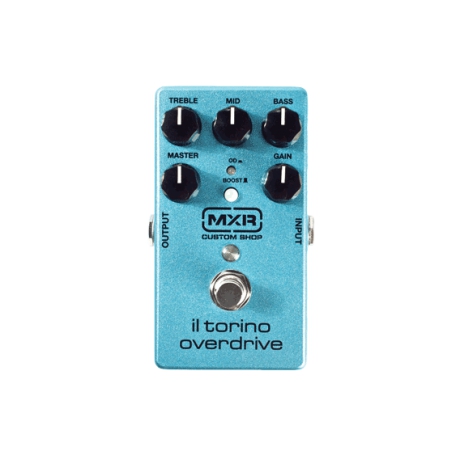 TREBLE MID BASS
MASTER OD GAIN
BOOST
OUTPUT MXR INPUT
CUSTOM SHOP
il torino
overdrive